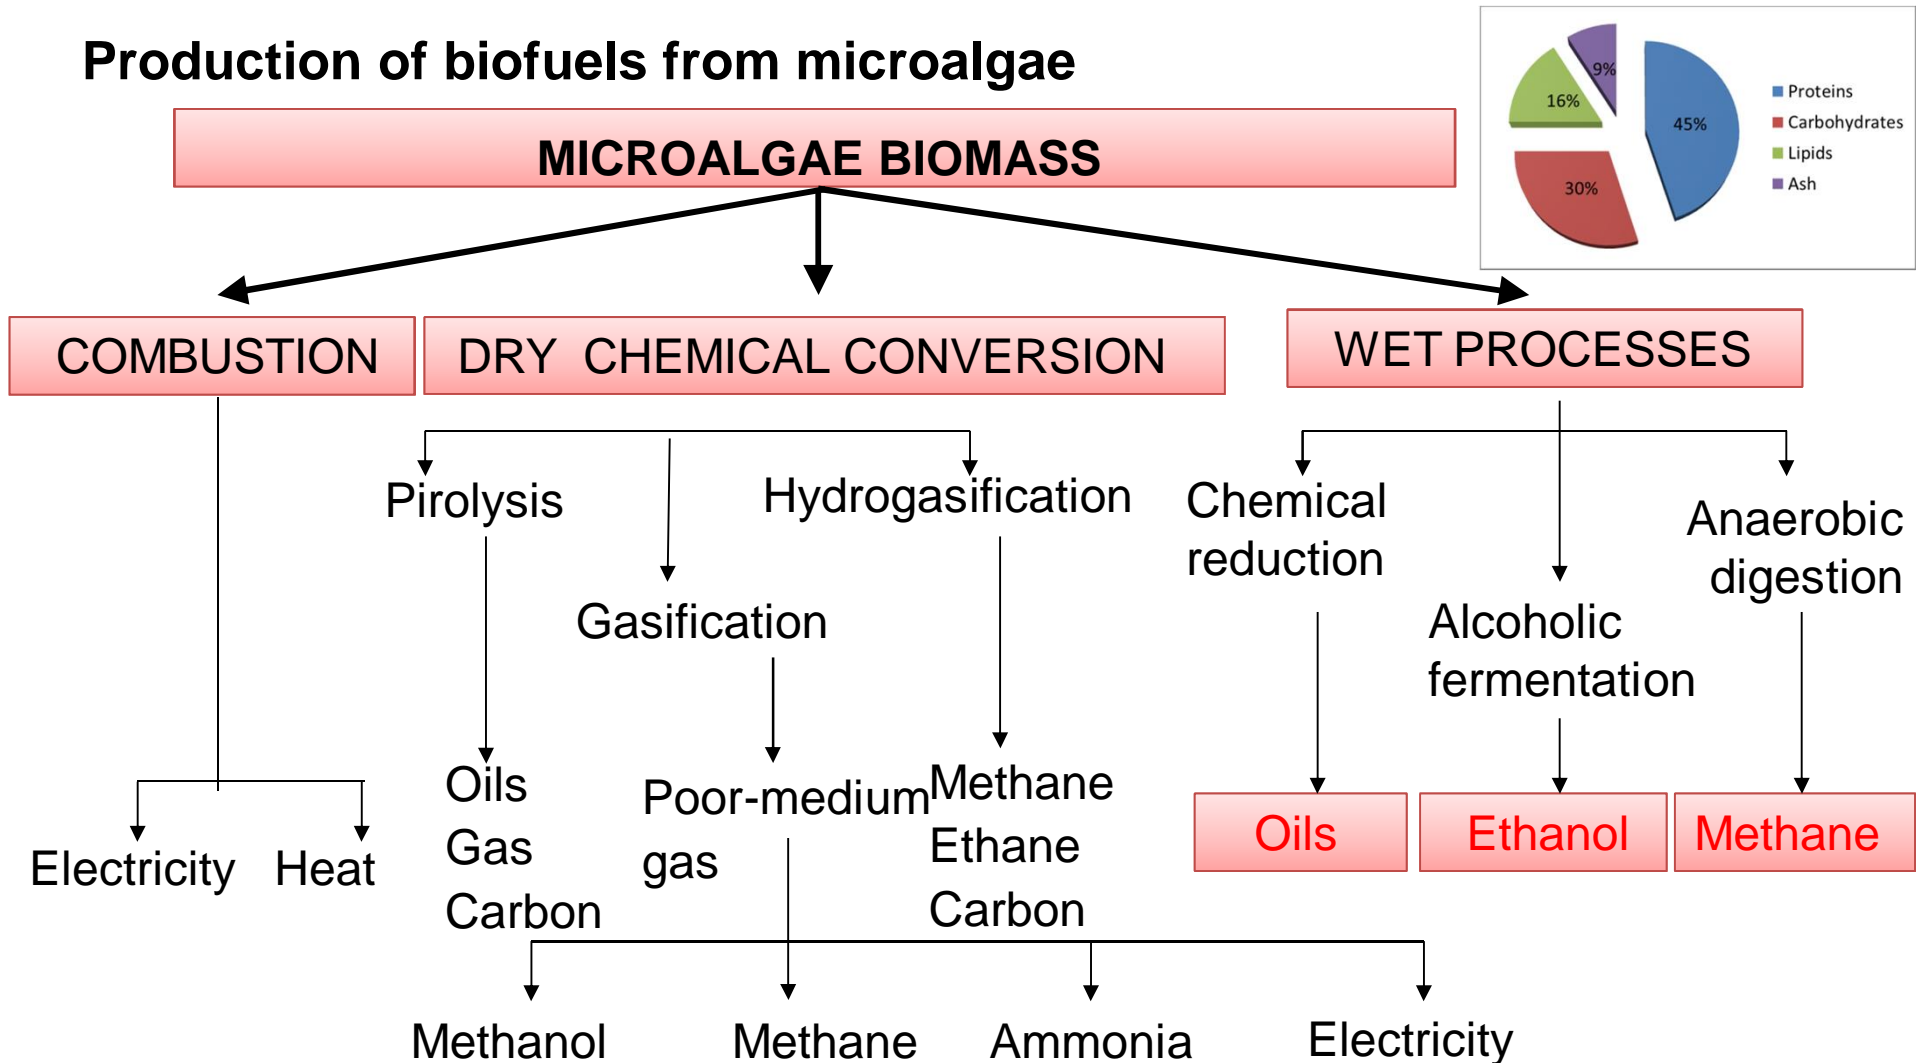 Production of biofuels from microalgae
9%
16%
45%
30%
Proteins
Carbohydrates
Lipids
Ash
MICROALGAE BIOMASS
COMBUSTION
DRY CHEMICAL CONVERSION
WET PROCESSES
Pirolysis
Hydrogasification
Chemical
reduction
Anaerobic
digestion
Gasification
Alcoholic
fermentation
Electricity
Heat
Oils
Gas
Carbon
Poor-medium
gas
Methane
Ethane
Carbon
Oils
Ethanol
Methane
Methanol
Methane
Ammonia
Electricity